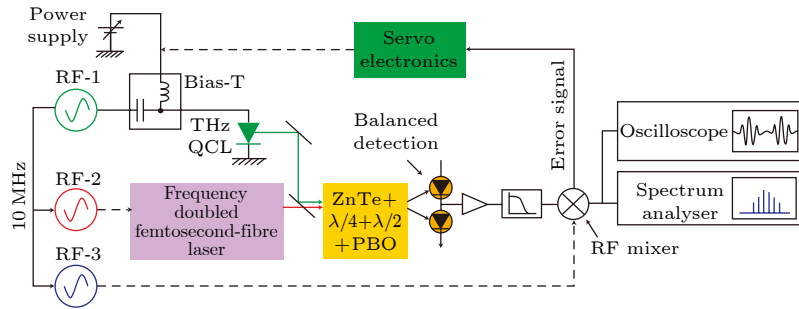 Power
supply
Servo
electronics
RF-1
Bias-T
THz
QCL
Balanced
detection
Error signal
Oscilloscope
Spectrum
analyser
10 MHz
RF-2
Frequency
doubled
femtosecond-fibre
laser
ZnTe+
λ/4+λ/2
+PBO
RF mixer
RF-3